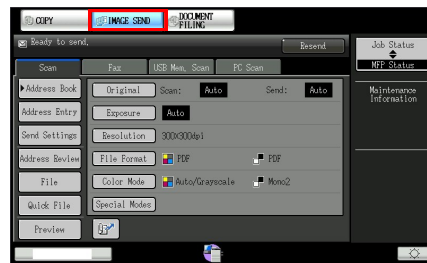 COPY
IMAGE SEND
DOCUMENT
FILING
Ready to send.
Resend
Job Status
MFP Status
Scan
Fax
USB Mem. Scan
PC Scan
Address Book
Original
Scan:
Auto
Send:
Auto
Maintenance
Information
Address Entry
Exposure
Auto
Send Settings
Resolution
300X300dpi
Address Review
File Format
PDF
PDF
File
Color Mode
Auto/Grayscale
Mono2
Quick File
Special Modes
Preview